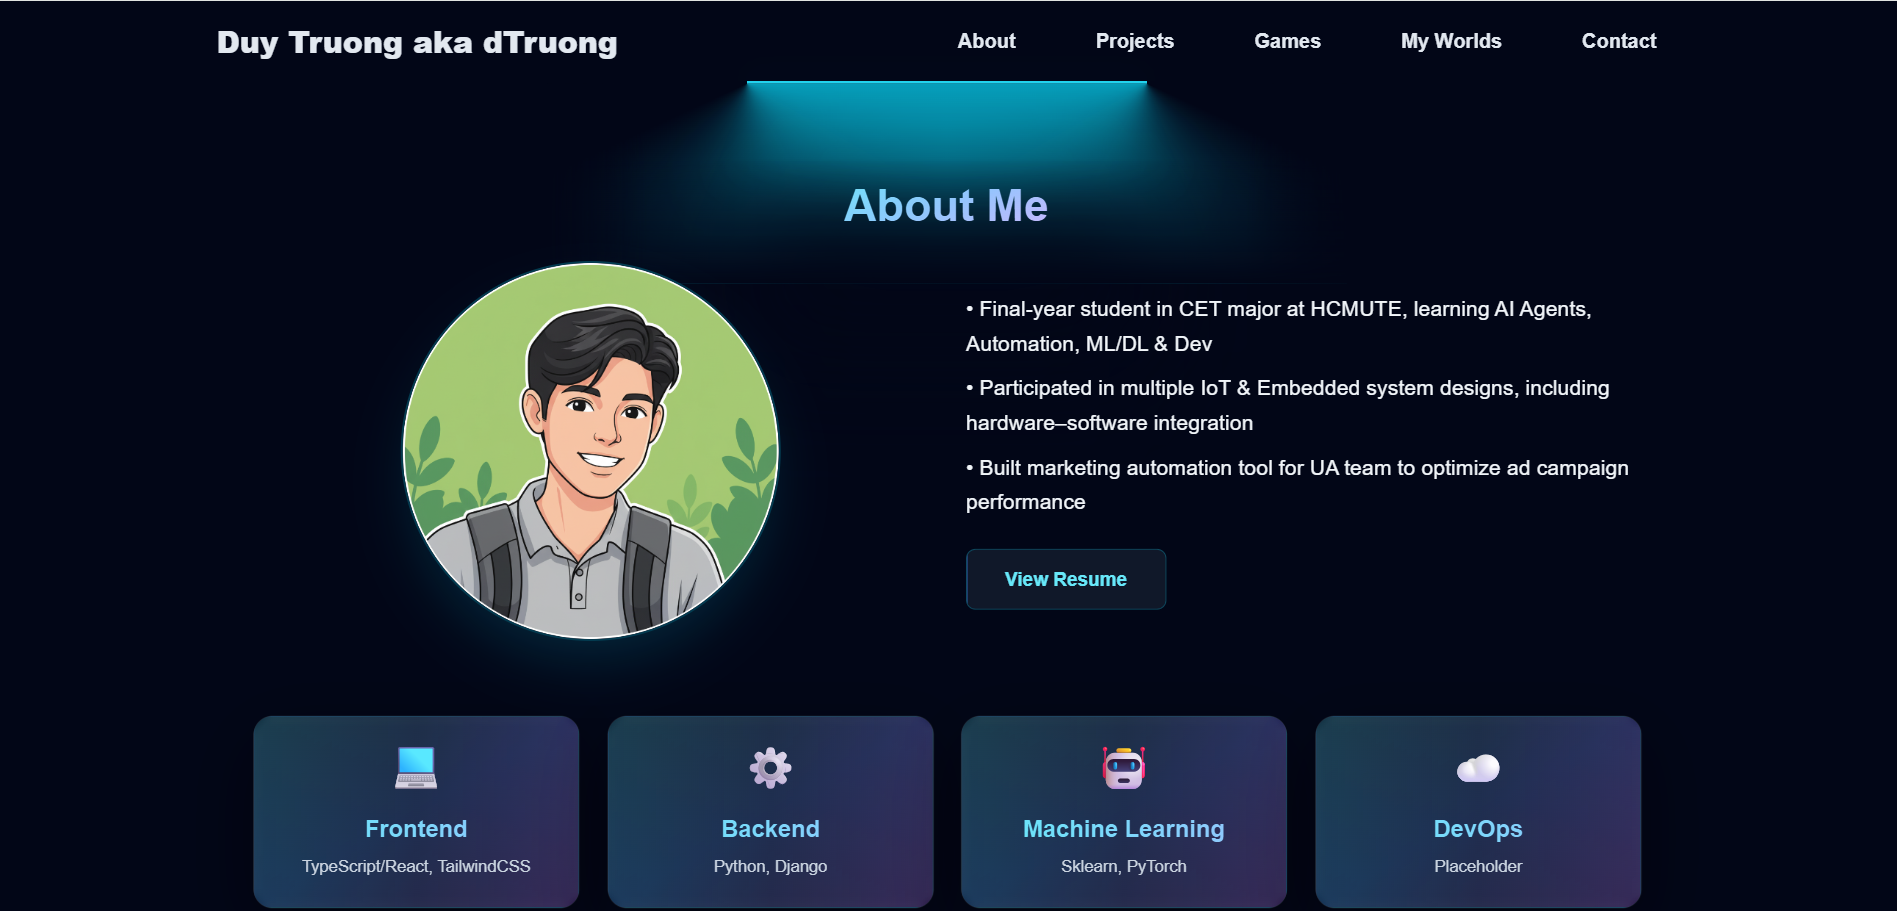 Duy Truong aka dTruong
About
Projects
Games
My Worlds
Contact
About Me
• Final-year student in CET major at HCMUTE, learning AI Agents,
Automation, ML/DL & Dev
• Participated in multiple IoT & Embedded system designs, including
hardware–software integration
• Built marketing automation tool for UA team to optimize ad campaign
performance
View Resume
Frontend
TypeScript/React, TailwindCSS
Backend
Python, Django
Machine Learning
Sklearn, PyTorch
DevOps
Placeholder